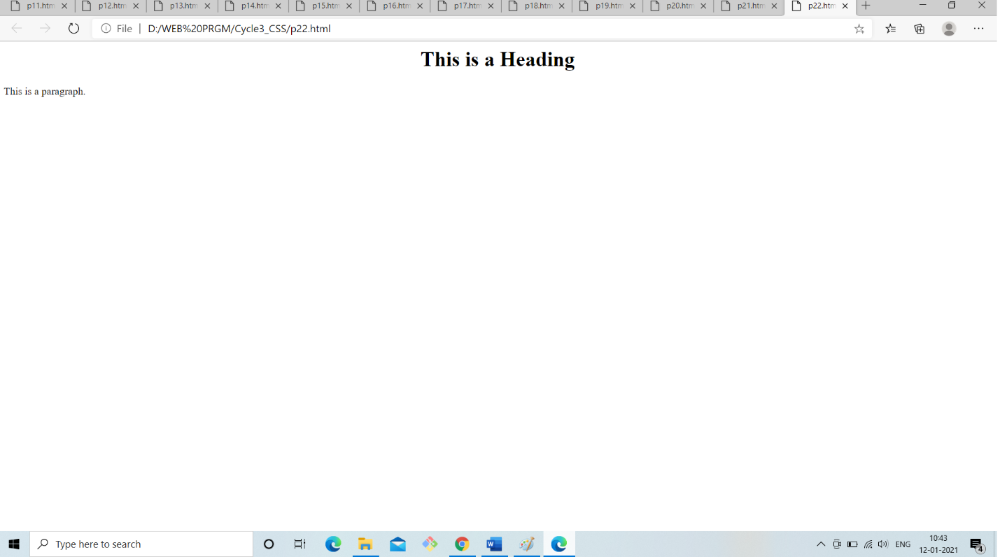 p11.htm p12.htm p13.htm p14.htm p15.htm p16.htm p17.htm p18.htm p19.htm p20.htm p21.htm p22.htm
File | D:/WEB%20PRGM/Cycle3_CSS/p22.html
This is a Heading
This is a paragraph.
Type here to search
W
ENG
10:43
12-01-2021
4